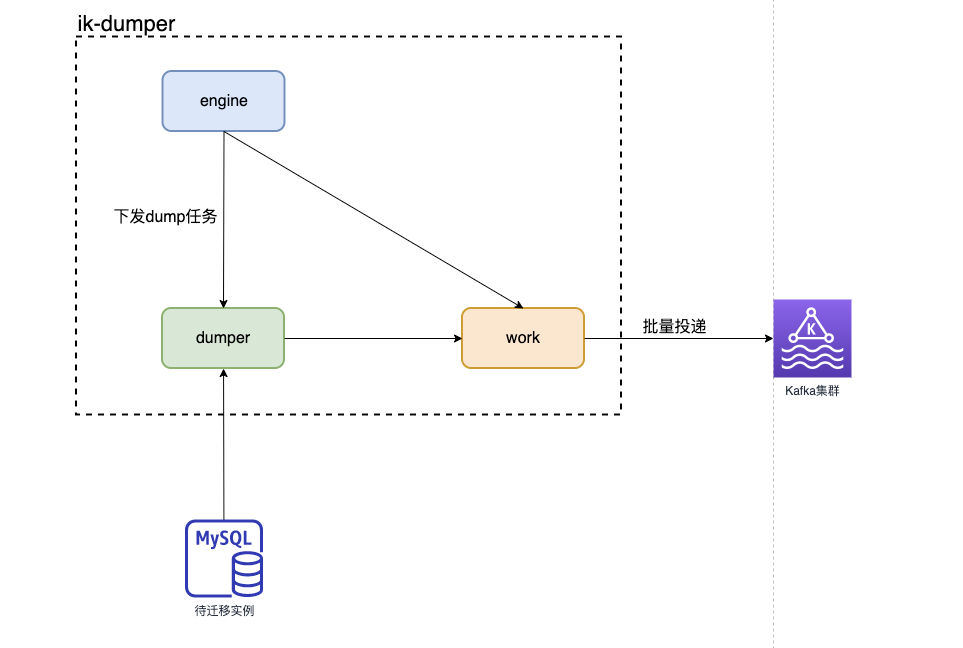 ik-dumper
engine
下发dump任务
dumper
work
批量投递
K
Kafka集群
MySQL
待迁移实例